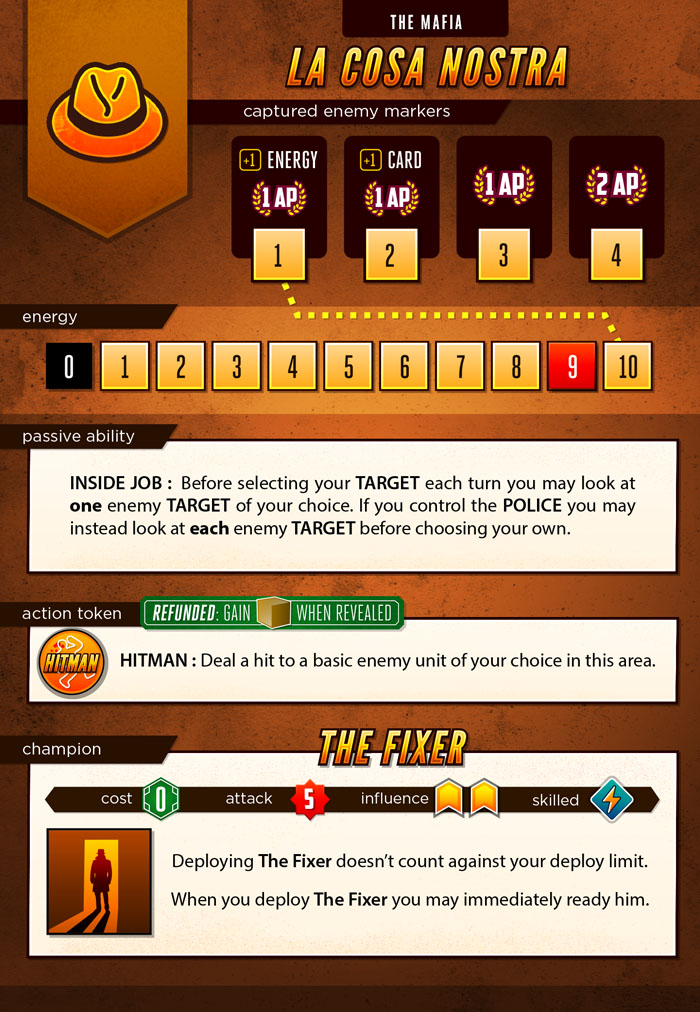 THE MAFIA
LA COSA NOSTRA
captured enemy markers
+1 ENERGY
1 AP
1
+1 CARD
1 AP
2
1 AP
3
2 AP
4
energy
0 1 2 3 4 5 6 7 8 9 10
passive ability
INSIDE JOB : Before selecting your TARGET each turn you may look at
one enemy TARGET of your choice. If you control the POLICE you may
instead look at each enemy TARGET before choosing your own.
action token
REFUNDED: GAIN WHEN REVEALED
HITMAN
HITMAN : Deal a hit to a basic enemy unit of your choice in this area.
champion
THE FIXER
cost 0 attack 5 influence skilled
Deploying The Fixer doesn't count against your deploy limit.
When you deploy The Fixer you may immediately ready him.